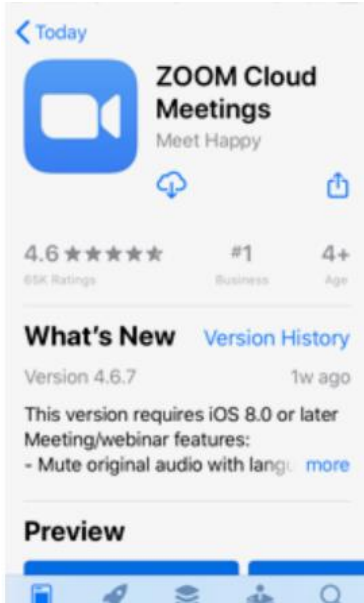 Today
ZOOM Cloud
Meetings
Meet Happy
4.6 #1 4+
65K Ratings Business Age
What's New Version History
Version 4.6.7 1w ago
This version requires iOS 8.0 or later
Meeting/webinar features:
- Mute original audio with langu more
Preview